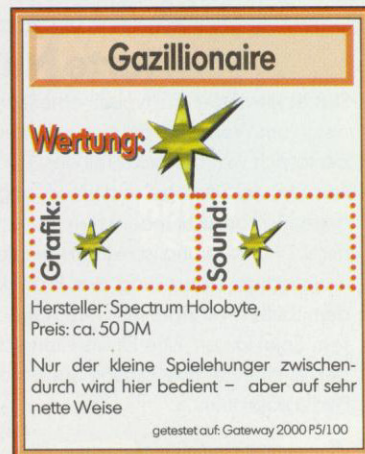 Gazillionaire
Wertung:
Grafik:
Sound:
Hersteller: Spectrum Holobyte,
Preis: ca. 50 DM
Nur der kleine Spielehunger zwischen-
durch wird hier bedient – aber auf sehr
nette Weise
getestet auf: Gateway 2000 P5/100